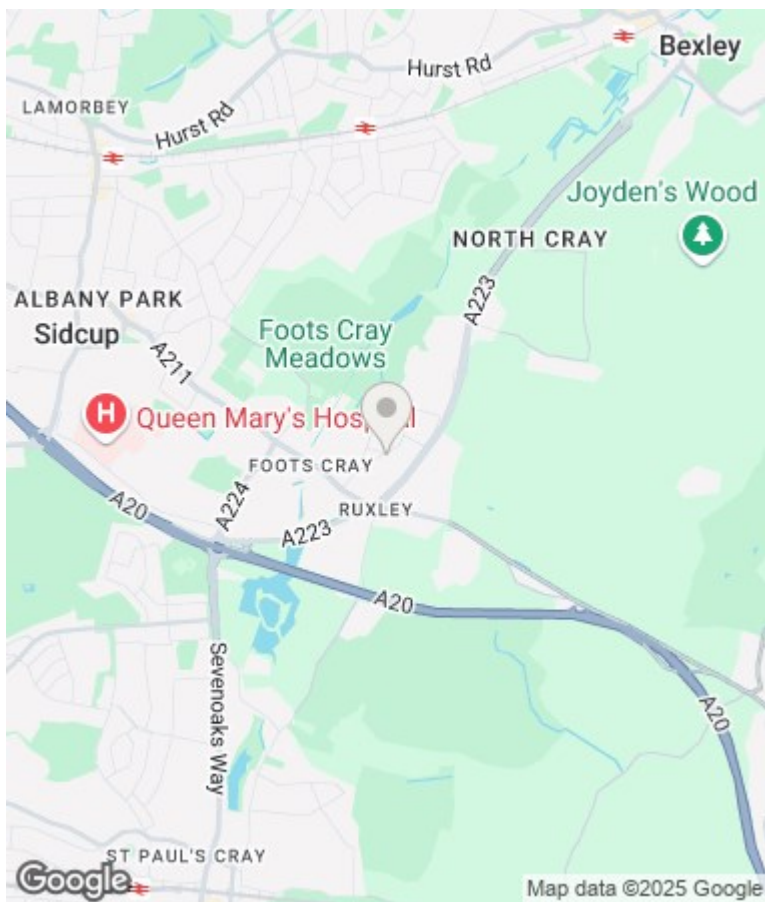 Bexley
Hurst Rd
LAMORBEY
Hurst Rd
Joyden's Wood
NORTH CRAY
ALBANY PARK
Sidcup
A223
Foots Cray
Meadows
A211
H
Queen Mary's Hospital
FOOTS CRAY
A224
A20
RUXLEY
A223
A20
Sevenoaks Way
A20
ST PAUL'S CRAY
Google
Map data ©2025 Google